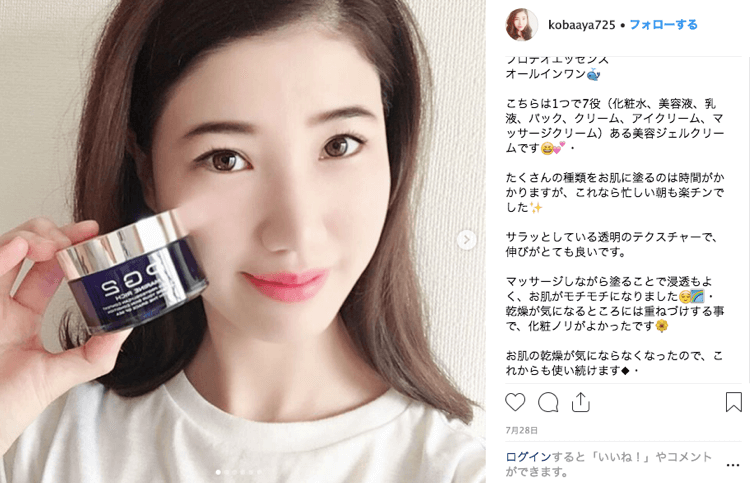 kobaaya725 • フォローする
プロディエッセンス
オールインワン🐳
こちらは1つで7役（化粧水、美容液、乳
液、パック、クリーム、アイクリーム、マ
ッサージクリーム）ある美容ジェルクリー
ムです😄💕・
たくさんの種類をお肌に塗るのは時間がか
かりますが、これなら忙しい朝も楽チンで
した✨
サラッとしている透明のテクスチャーで、
伸びがとても良いです。
マッサージしながら塗ることで浸透もよ
く、お肌がモチモチになりました☺️🏞・
乾燥が気になるところには重ねづけする事
で、化粧ノリがよかったです🌻
お肌の乾燥が気にならなくなったので、こ
れからも使い続けます◆・
7月28日
ログインすると「いいね！」やコメント
ができます。
SGS